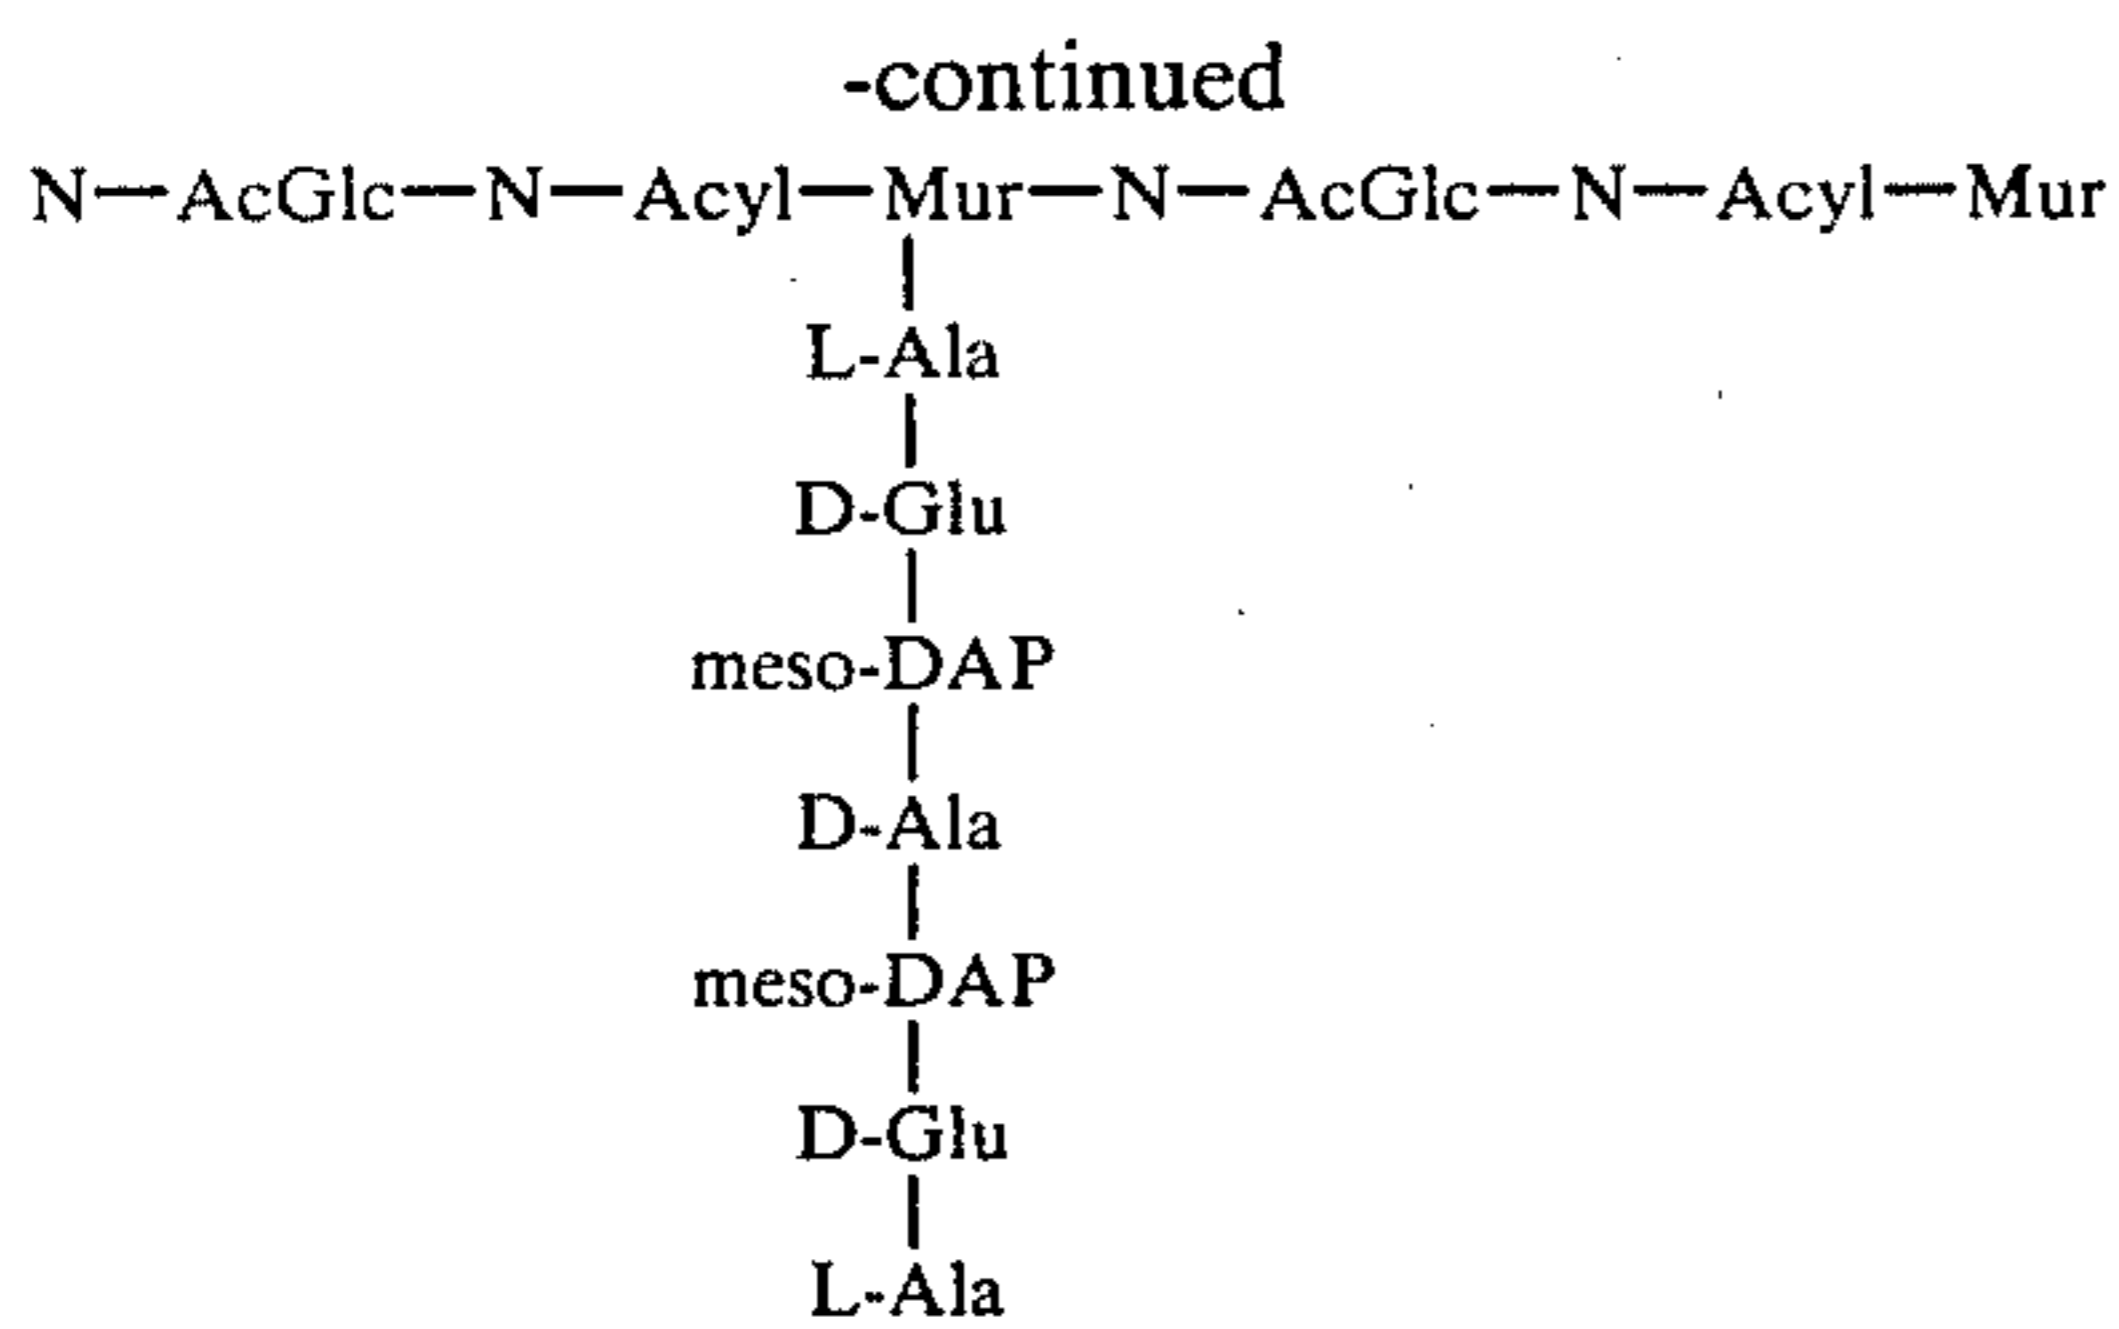 -continued
N—AcGlc—N—Acyl—Mur—N—AcGlc—N—Acyl—Mur
L-Ala
D-Glu
meso-DAP
D-Ala
meso-DAP
D-Glu
L-Ala